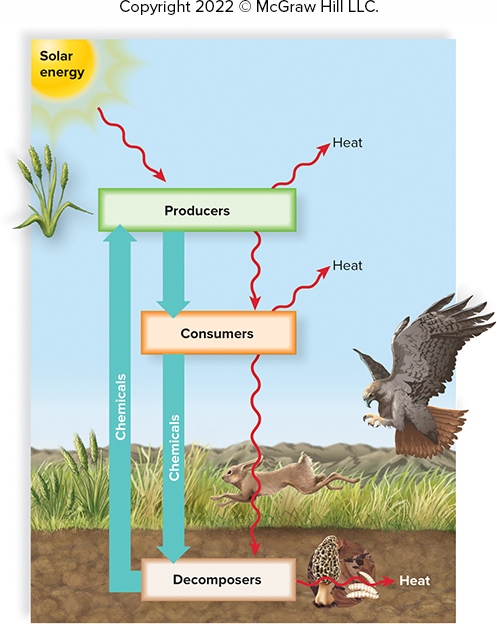 Copyright 2022 © McGraw Hill LLC.
Solar
energy
Heat
Producers
Heat
Consumers
Chemicals
Chemicals
Decomposers
Heat